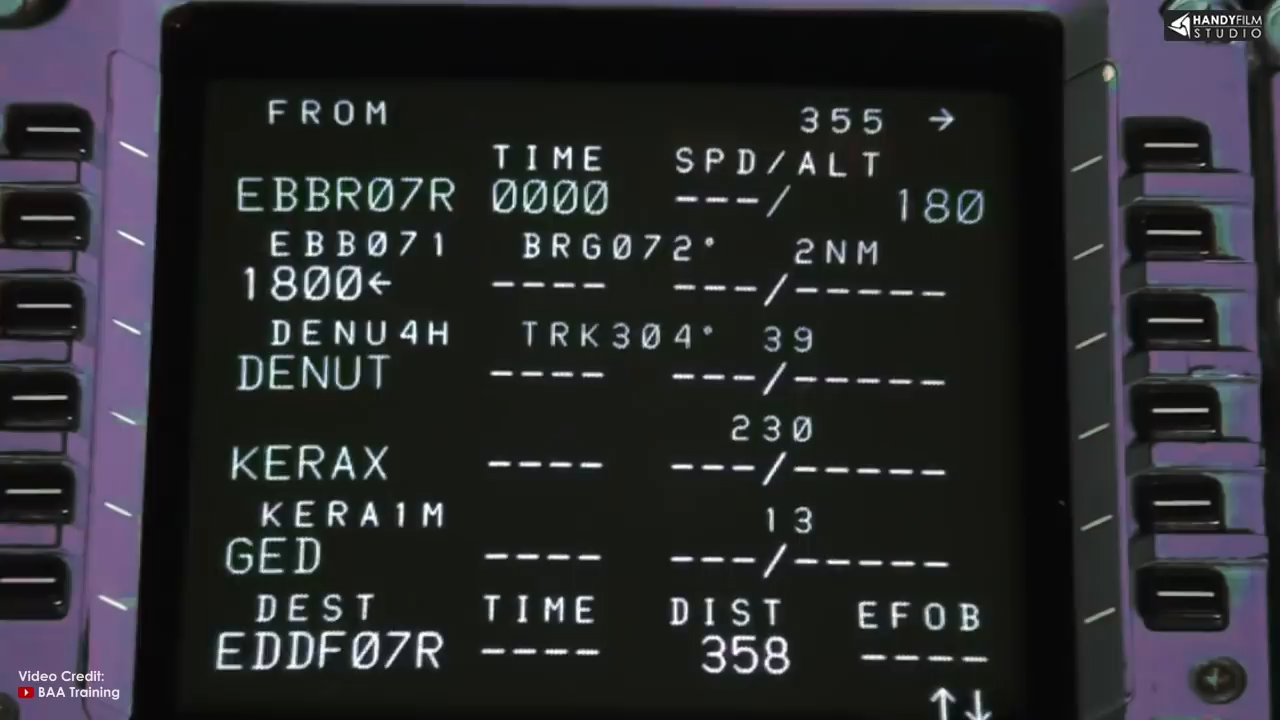 HANDYFILM
STUDIO
FROM 355 →
TIME SPD/ALT
EBBR07R 0000 ---/ 180
EBB071 BRG072° 2NM
1800← ---- ---/-----
DENU4H TRK304° 39
DENUT ---- ---/-----
230
KERAX ---- ---/-----
KERA1M 13
GED ---- ---/-----
DEST TIME DIST EFOB
EDDF07R ---- 358 ----
↑↓
Video Credit:
BAA Training